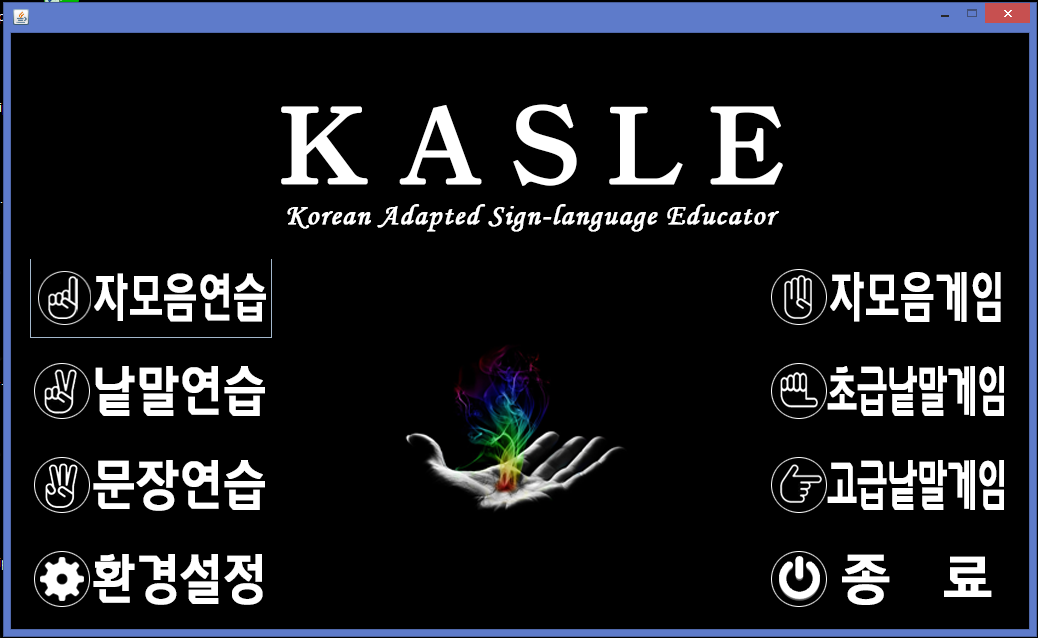 KASLE
Korean Adapted Sign-language Educator
자모음연습
낱말연습
문장연습
환경설정
자모음게임
초급낱말게임
고급낱말게임
종 료